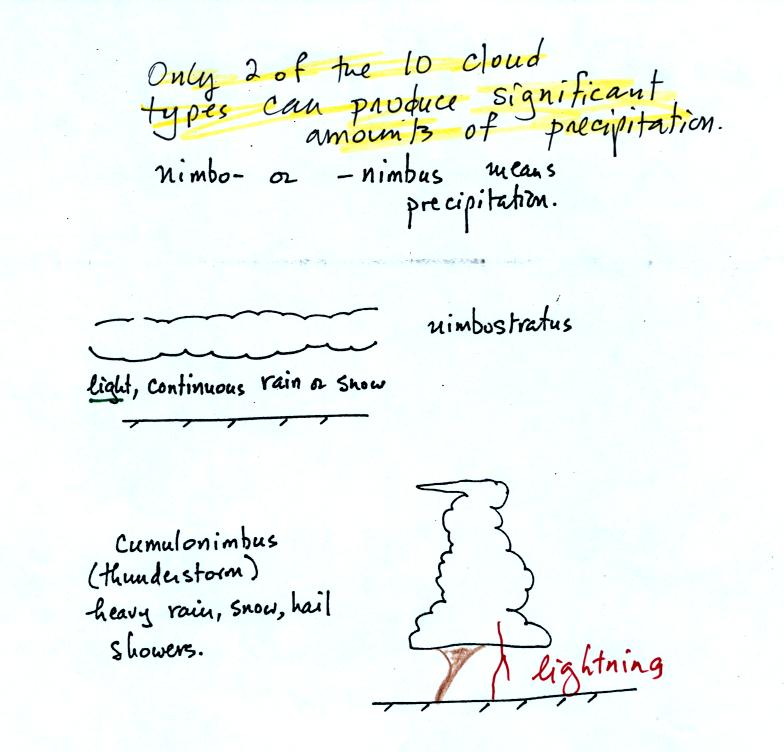 Only 2 of the 10 cloud
types can produce significant
amounts of precipitation.
nimbo- or -nimbus means
precipitation.
nimbostratus
light, continuous rain or snow
Cumulonimbus
(thunderstorm)
heavy rain, snow, hail
showers.
lightning